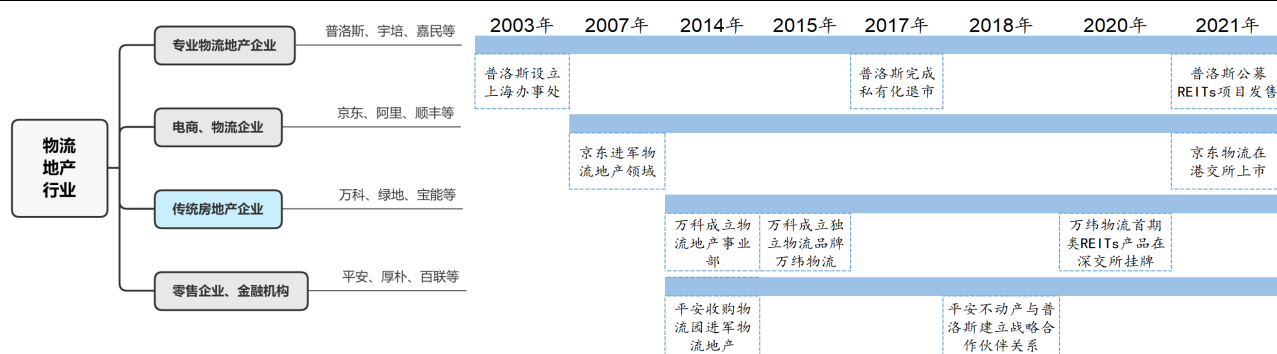 物流
地产
行业
专业物流地产企业
普洛斯、宇培、嘉民等
电商、物流企业
京东、阿里、顺丰等
传统房地产企业
万科、绿地、宝能等
零售企业、金融机构
平安、厚朴、百联等
2003年
2007年
2014年
2017年
2018年
2020年
2021年
普洛斯设立
上海办事处
普洛斯完成
私有化退市
普洛斯公募
REITs项目发售
京东进军物
流地产领域
京东物流在
港交所上市
万科成立物
流地产事业
部
万科成立独
立物流品牌
万纬物流
万纬物流首期
类REITs产品在
深交所挂牌
平安收购物
流园进军物
流地产
平安不动产与普
洛斯建立战略合
作伙伴关系